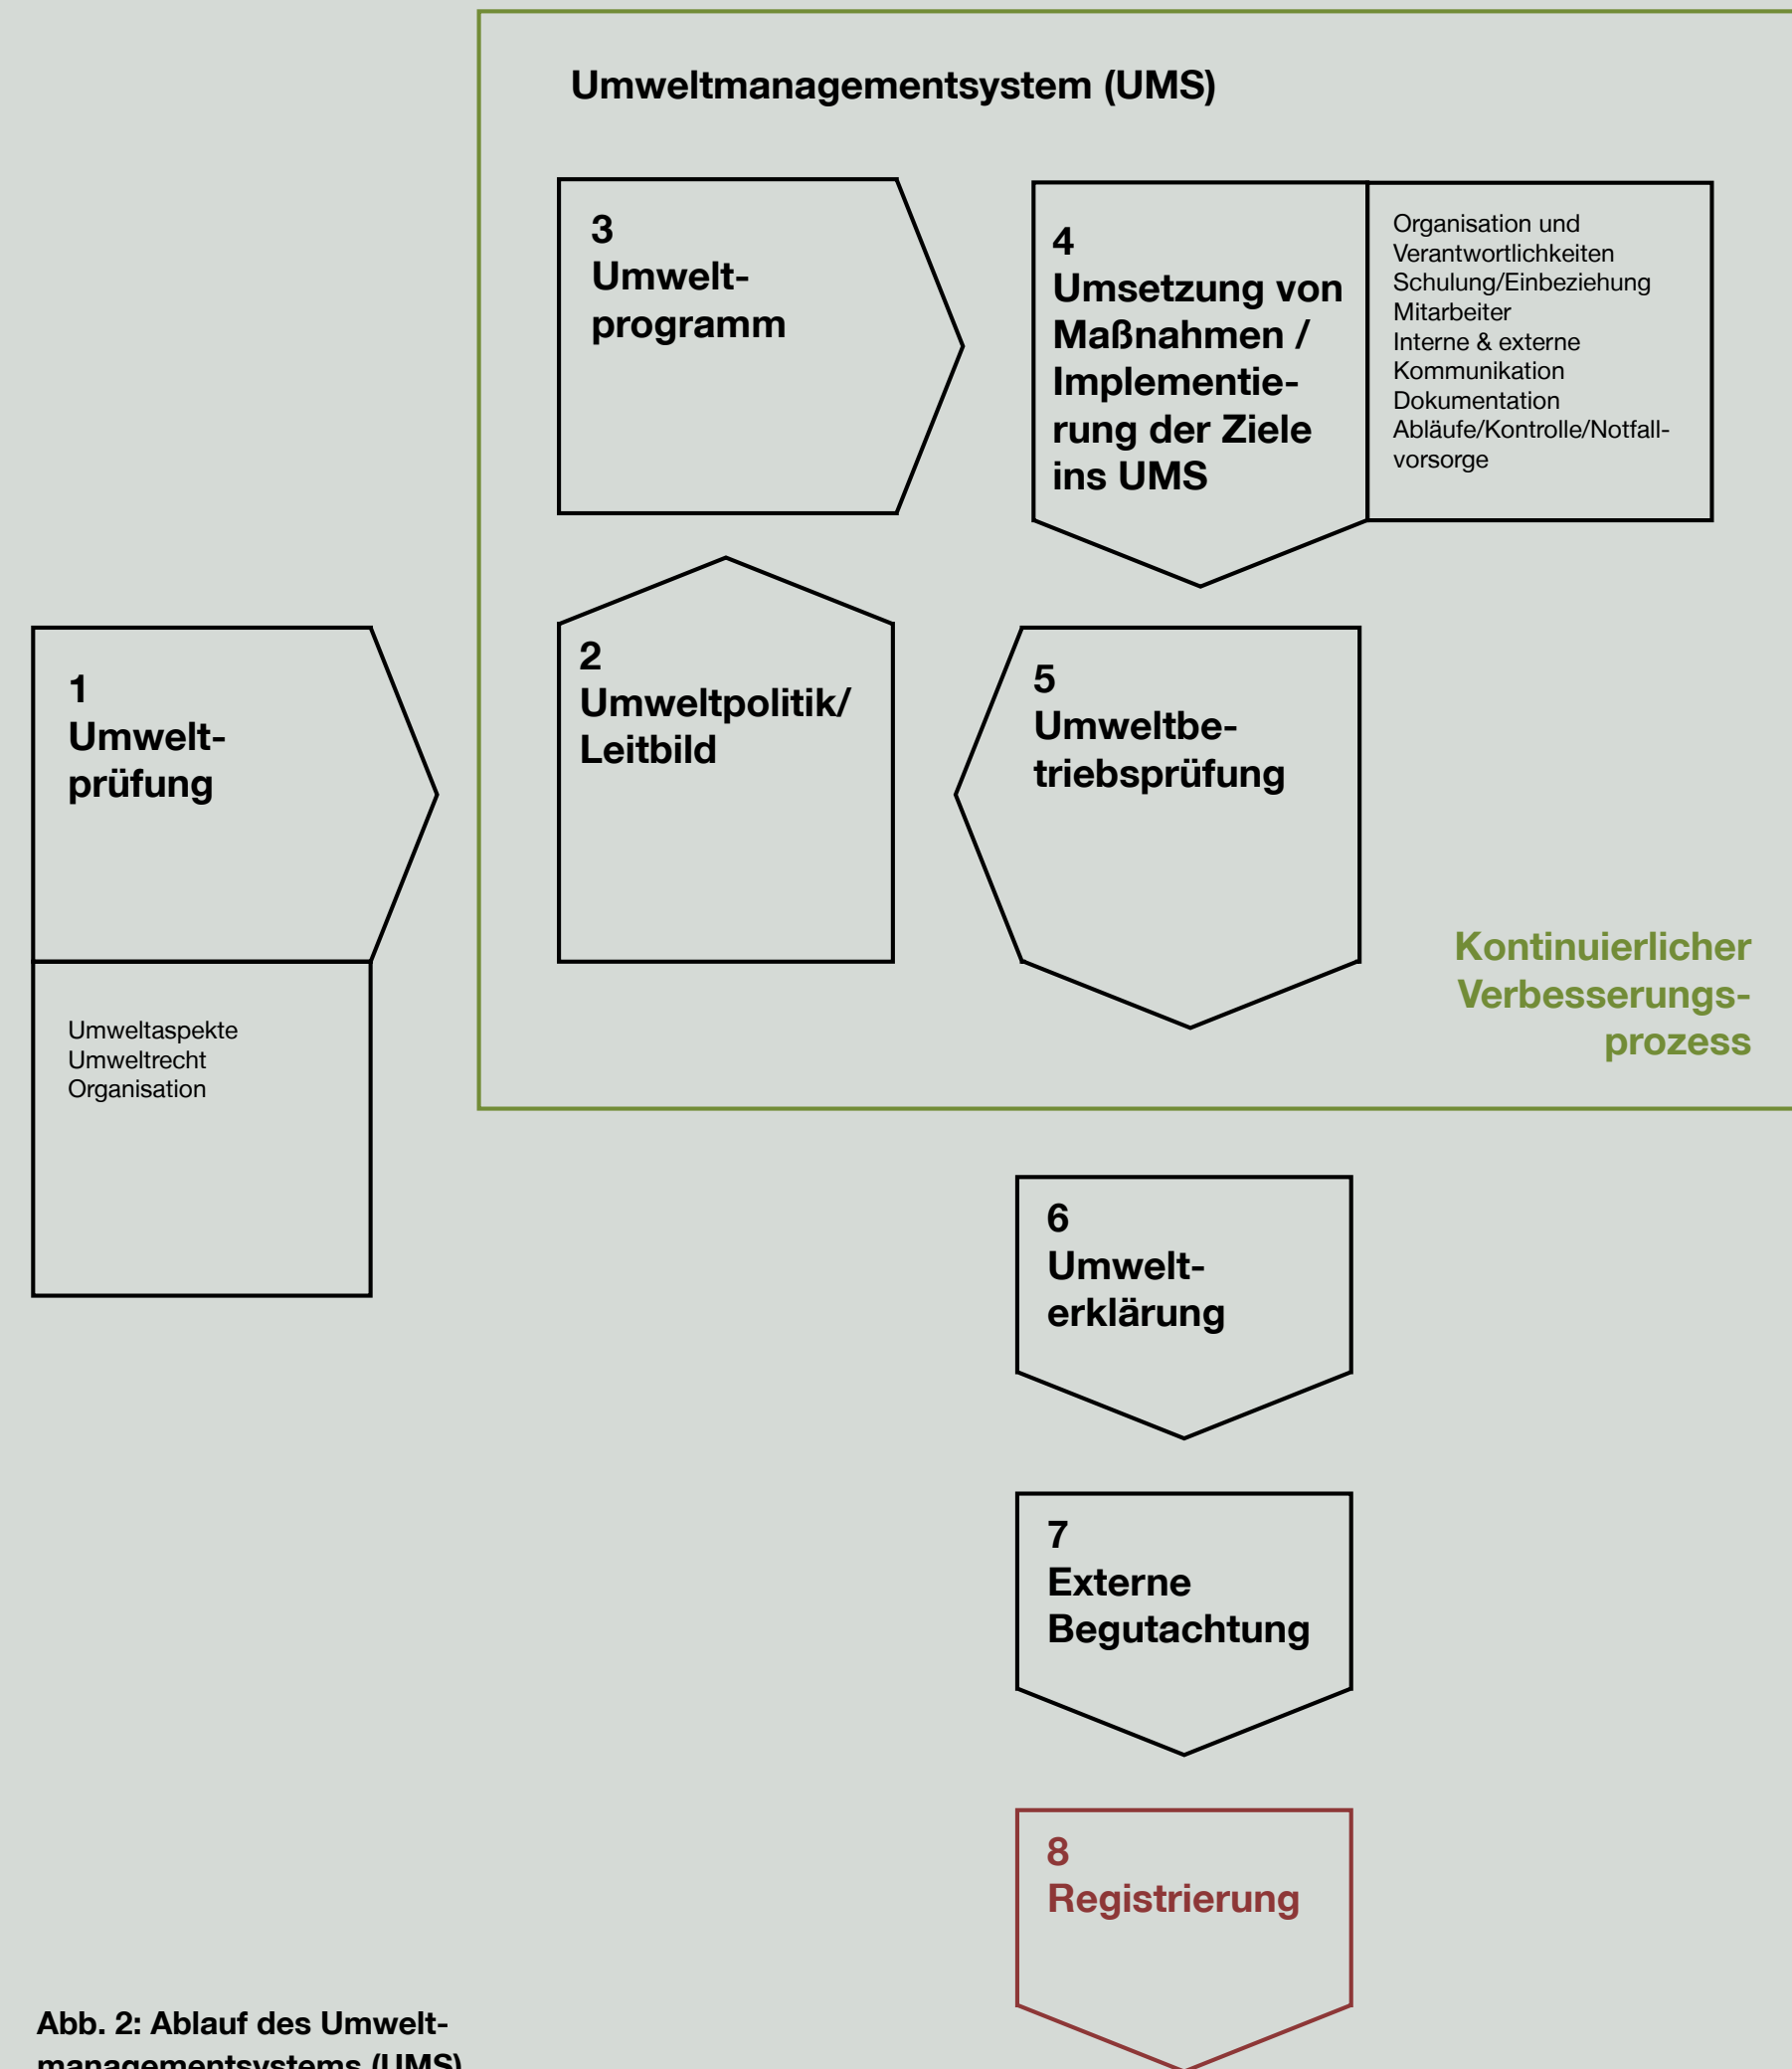 Umweltmanagementsystem (UMS)
1
Umwelt-
prüfung
Umweltaspekte
Umweltrecht
Organisation
2
Umweltpolitik/
Leitbild
3
Umwelt-
programm
4
Umsetzung von
Maßnahmen /
Implementie-
rung der Ziele
ins UMS
Organisation und
Verantwortlichkeiten
Schulung/Einbeziehung
Mitarbeiter
Interne & externe
Kommunikation
Dokumentation
Abläufe/Kontrolle/Notfall-
vorsorge
5
Umweltbe-
triebsprüfung
Kontinuierlicher
Verbesserungs-
prozess
6
Umwelt-
erklärung
7
Externe
Begutachtung
8
Registrierung
Abb. 2: Ablauf des Umwelt-
managementsystems (UMS)